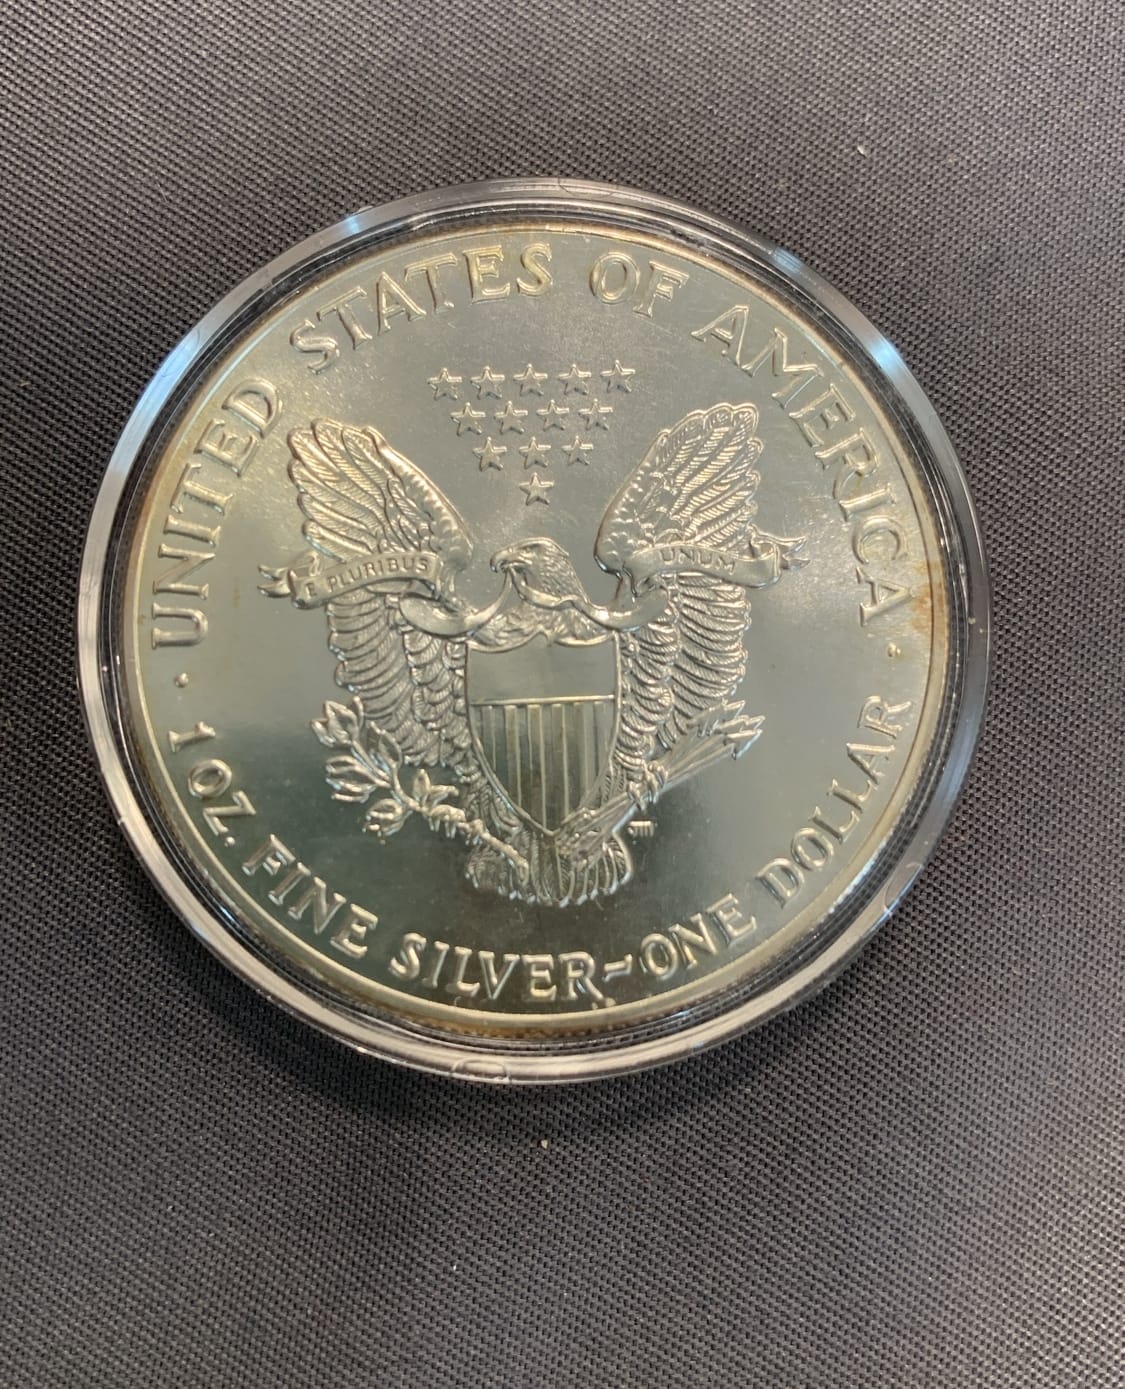 UNITED STATES OF AMERICA
PLURIBUS
UNUM
1 OZ. FINE SILVER~ONE DOLLAR